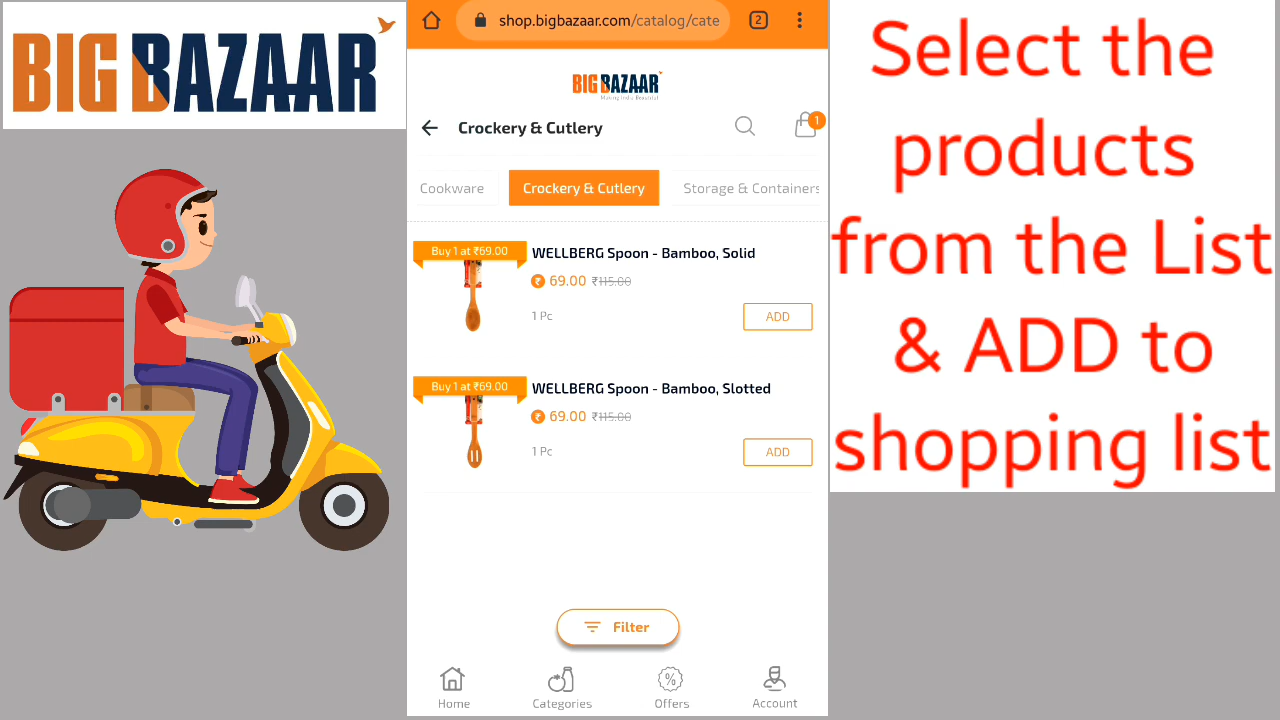 BIG BAZAAR
shop.bigbazaar.com/catalog/cate
2
BIG BAZAAR
Making India Beautiful
Crockery & Cutlery
1
Cookware
Crockery & Cutlery
Storage & Containers
Buy 1 at ₹69.00
WELLBERG Spoon - Bamboo, Solid
₹ 69.00 ₹115.00
1 Pc
ADD
Buy 1 at ₹69.00
WELLBERG Spoon - Bamboo, Slotted
₹ 69.00 ₹115.00
1 Pc
ADD
Filter
Home
Categories
Offers
Account
Select the
products
from the List
& ADD to
shopping list